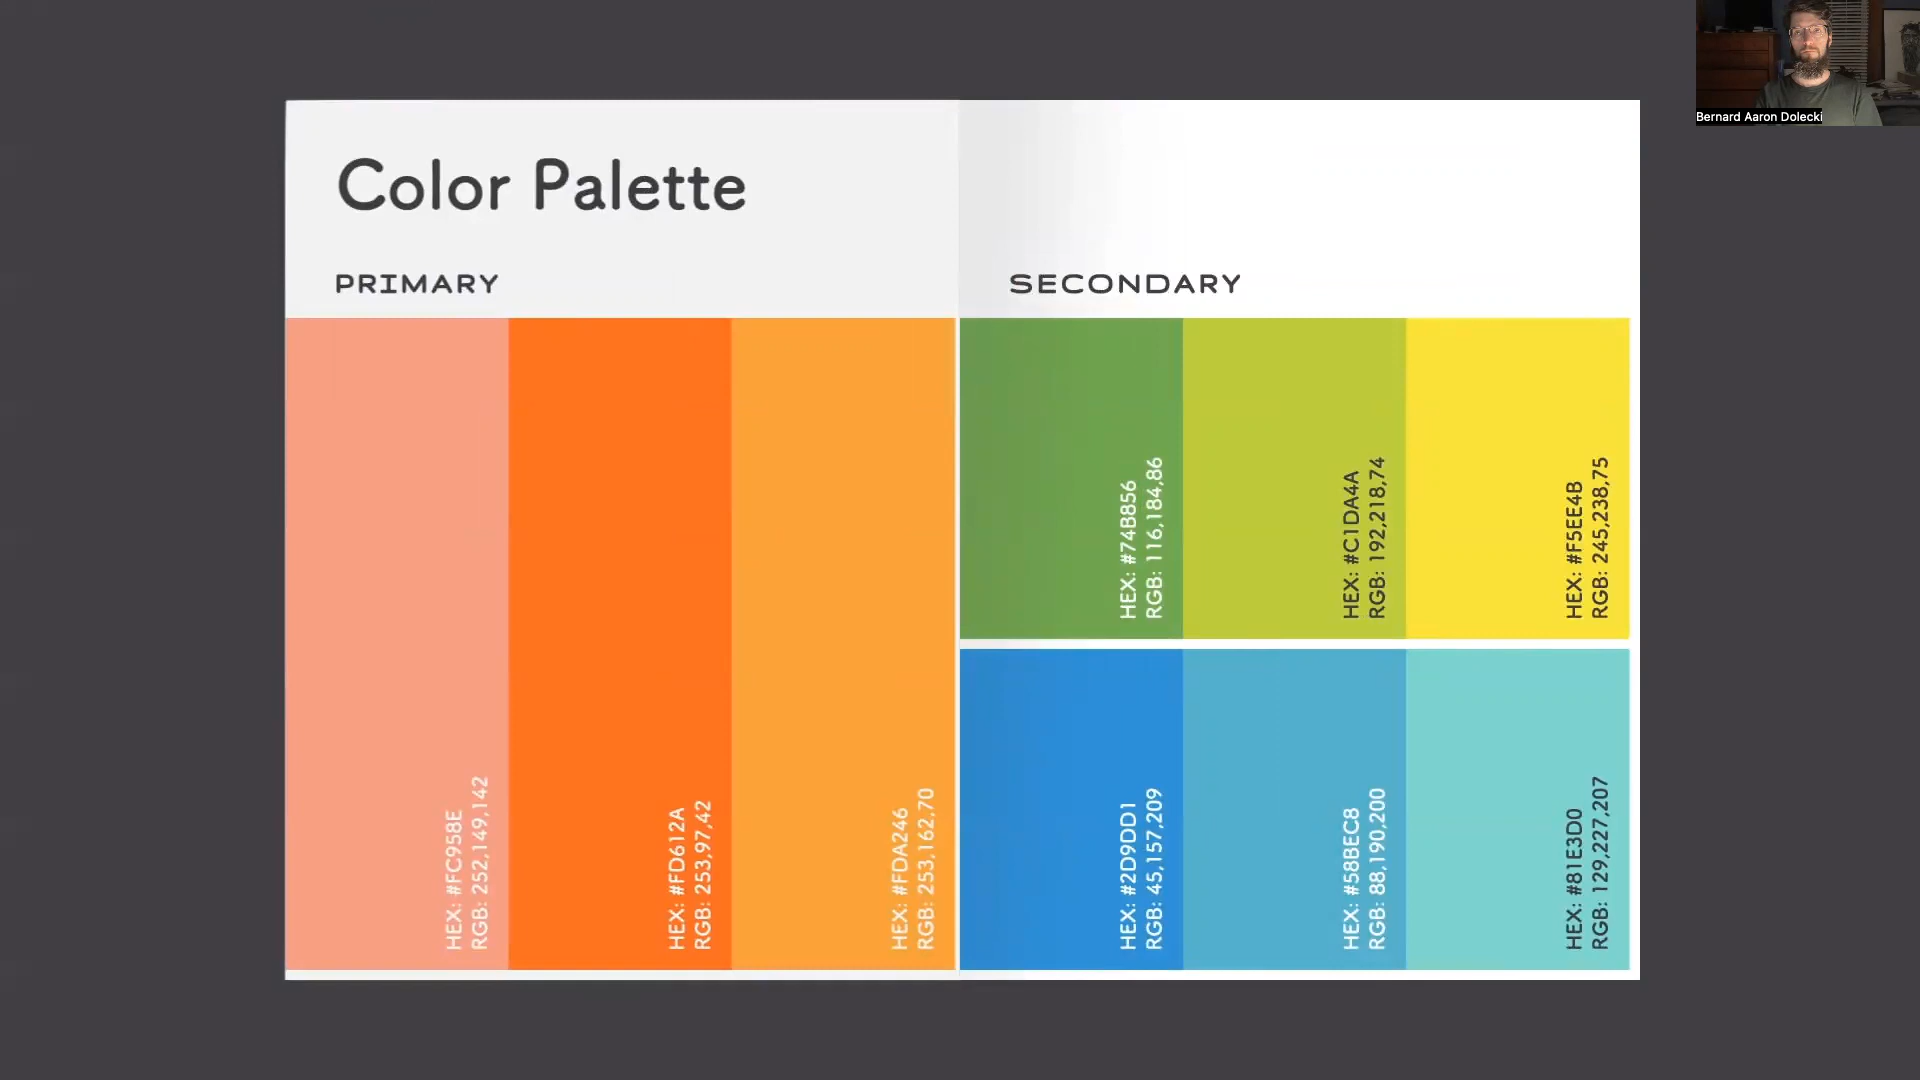 Bernard Aaron Dolecki
Color Palette
PRIMARY
HEX: #FC958E
RGB: 252,149,142
HEX: #FD612A
RGB: 253,97,42
HEX: #FDA246
RGB: 253,162,70
SECONDARY
HEX: #74B856
RGB: 116,184,86
HEX: #C1DA4A
RGB: 192,218,74
HEX: #F5EE4B
RGB: 245,238,75
HEX: #2D9DD1
RGB: 45,157,209
HEX: #58BEC8
RGB: 88,190,200
HEX: #81E3D0
RGB: 129,227,207